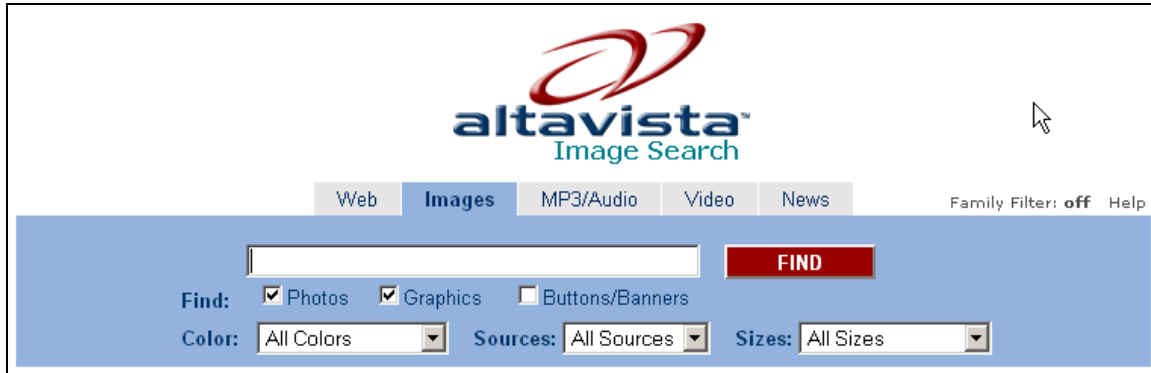 altavista™
Image Search
Web Images MP3/Audio Video News Family Filter: off Help
FIND
Find: Photos Graphics Buttons/Banners
Color: All Colors Sources: All Sources Sizes: All Sizes